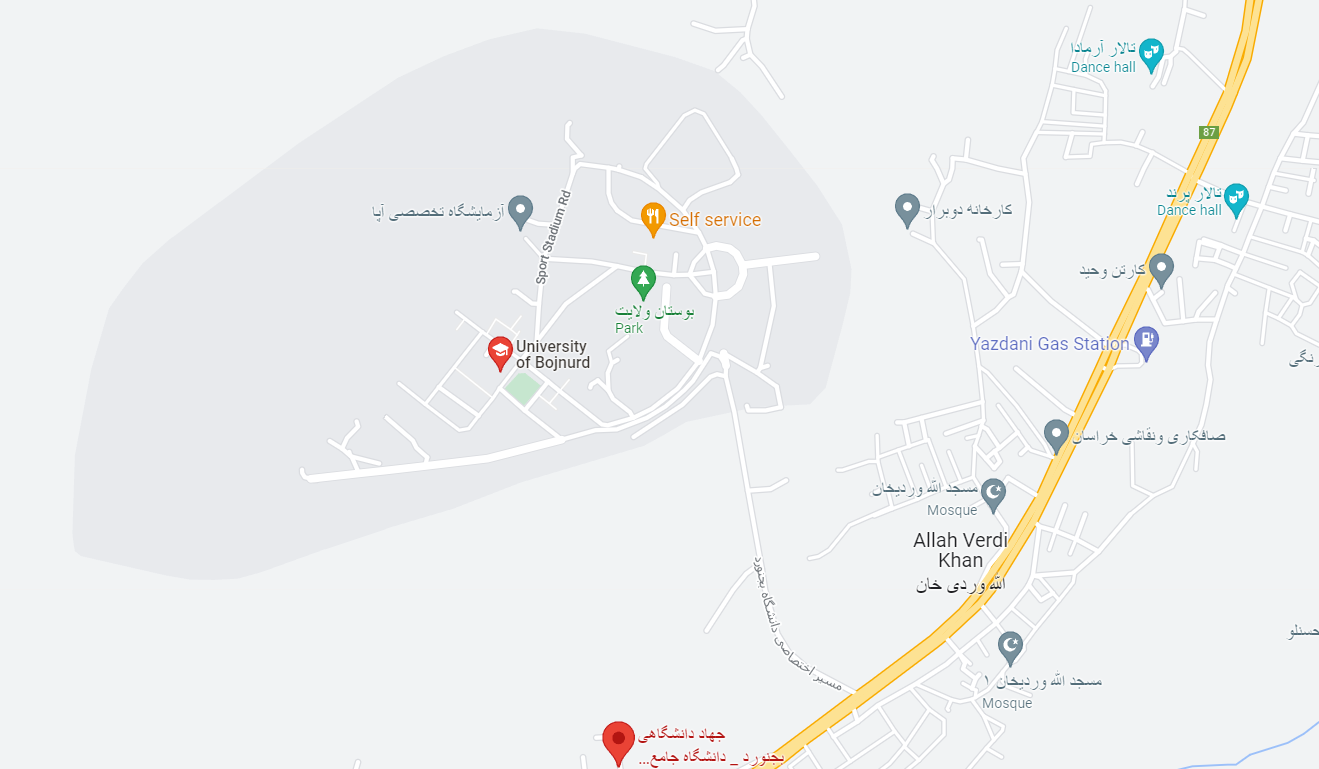 تالار آرمادا
Dance hall
87
تالار پرند
Dance hall
آزمایشگاه تخصصی آپا
Sport Stadium Rd
Self service
کارخانه دوبرار
کارتن وحید
بوستان ولایت
Park
University
of Bojnurd
Yazdani Gas Station
رنگی
صافکاری ونقاشی خراسان
مسجد الله وردیخان
Mosque
Allah Verdi
Khan
الله وردی خان
مسیر اختصاصی دانشگاه بجنورد
حسنلو
مسجد الله وردیخان ۱
Mosque
جهاد دانشگاهی
بجنورد _ دانشگاه جامع...